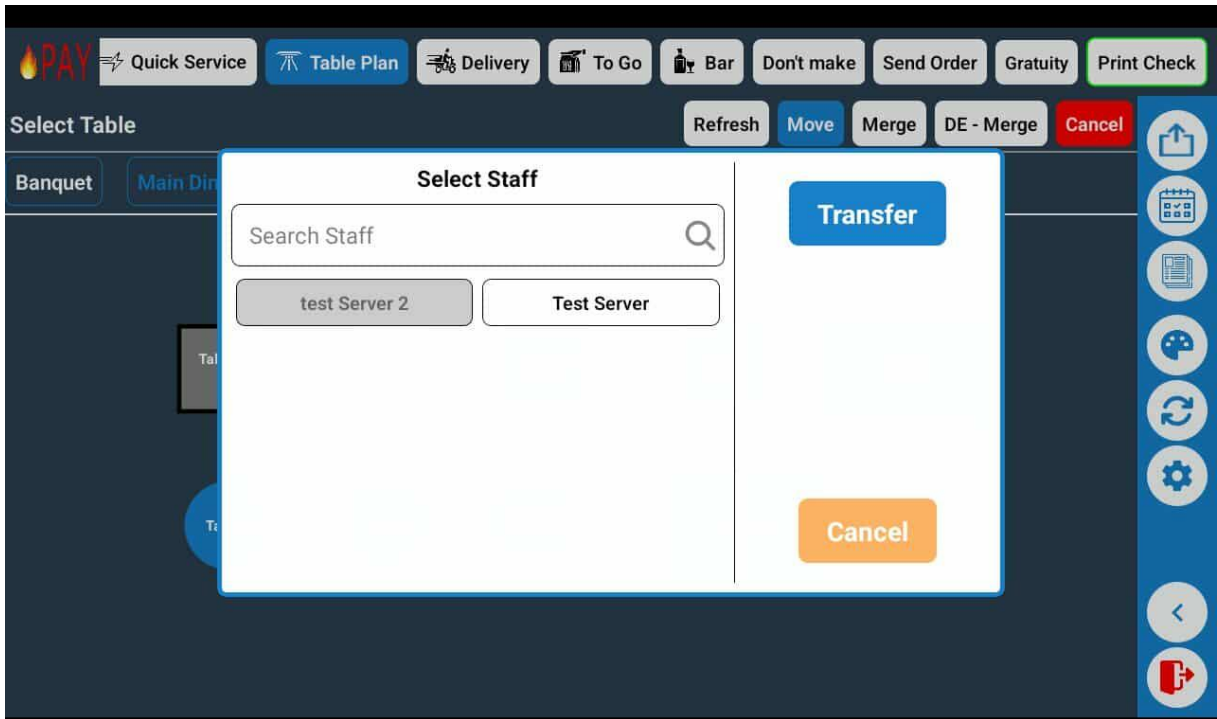 PAY Quick Service Table Plan Delivery To Go Bar Don't make Send Order Gratuity Print Check
Select Table Refresh Move Merge DE - Merge Cancel
Banquet Main Din
Select Staff
Transfer
Search Staff
test Server 2 Test Server
Tal
Ta
Cancel